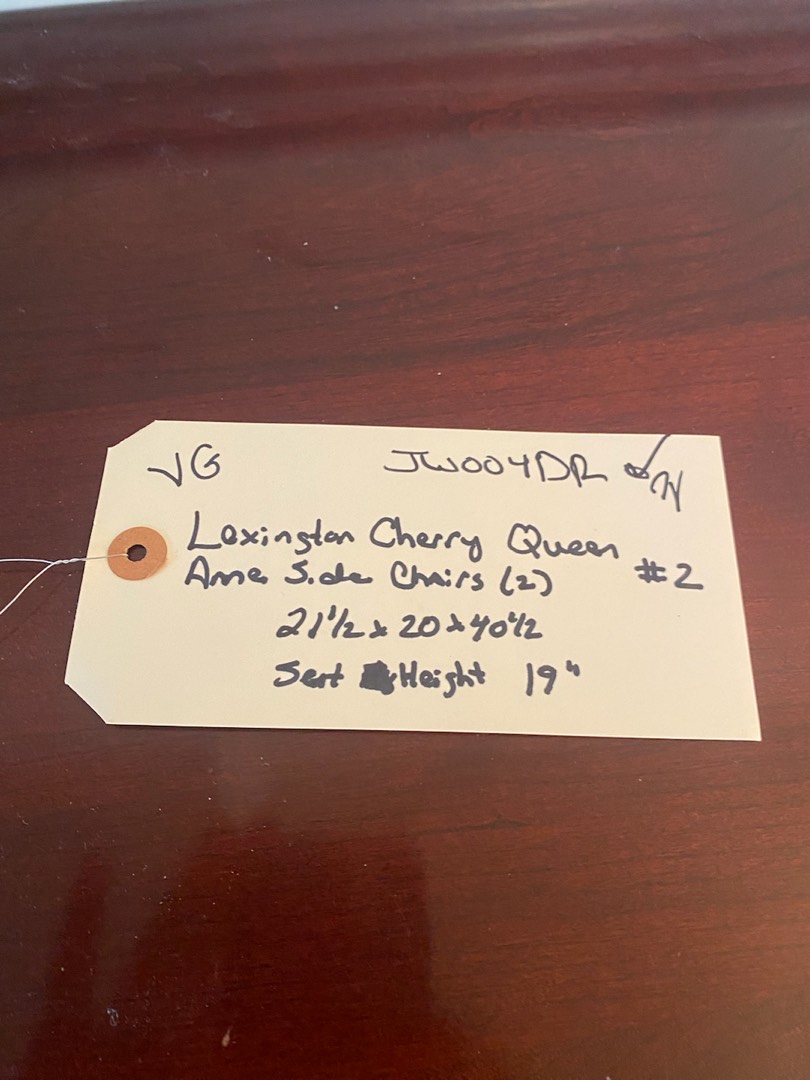 VG JW004DR
Lexington Cherry Queen
Anne Side Chairs (2) #2
21 1/2 x 20 x 40 1/2
Seat Height 19"